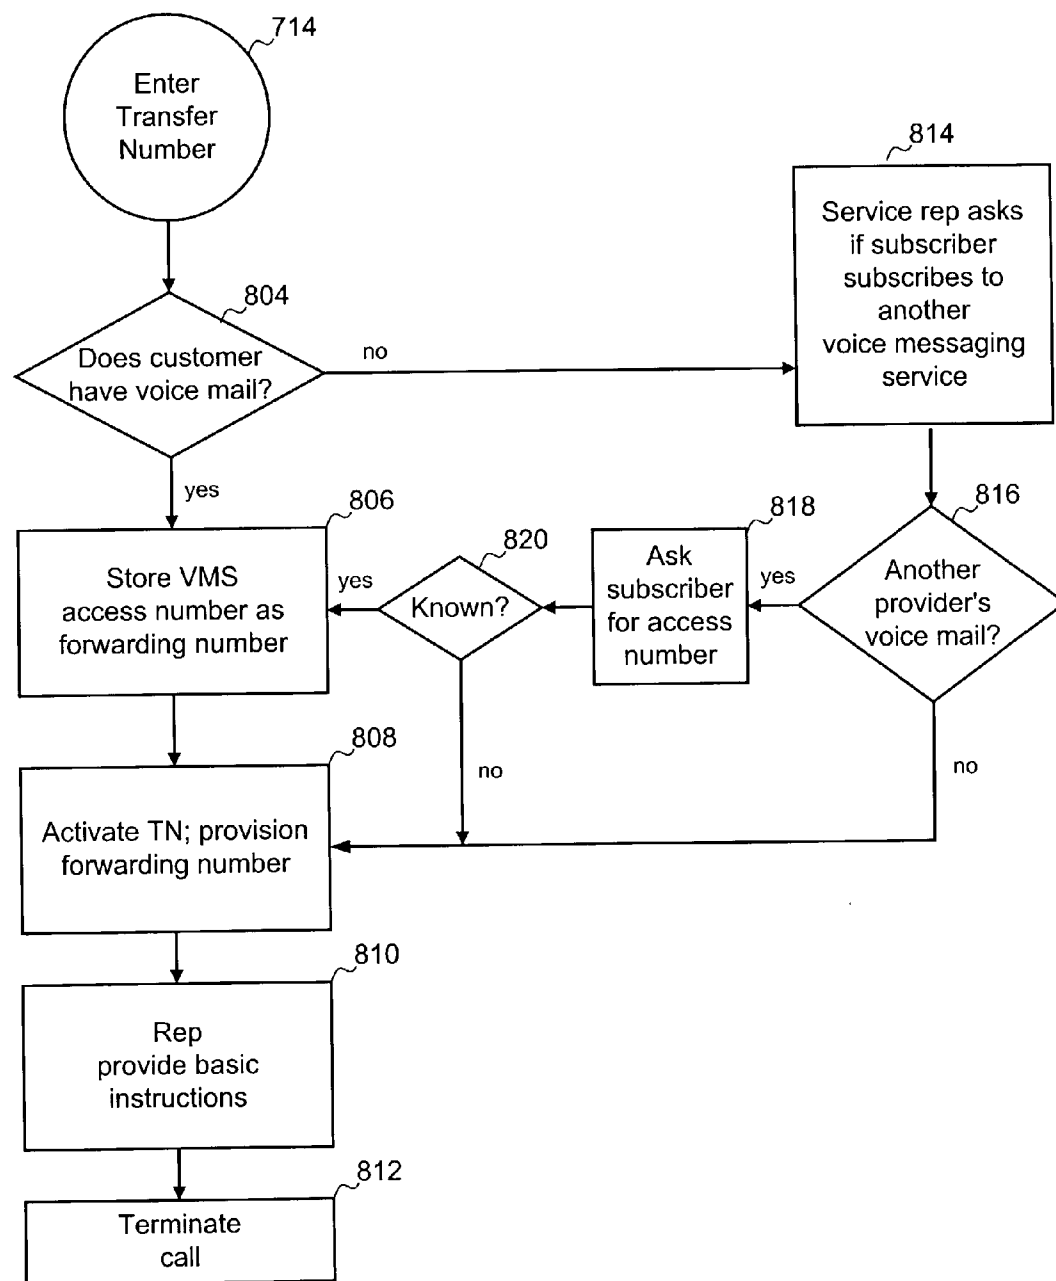 714
Enter
Transfer
Number
804
Does customer
have voice mail?
no
814
Service rep asks
if subscriber
subscribes to
another
voice messaging
service
yes
806
Store VMS
access number as
forwarding number
yes
820
Known?
no
818
Ask
subscriber
for access
number
yes
816
Another
provider's
voice mail?
no
808
Activate TN; provision
forwarding number
810
Rep
provide basic
instructions
812
Terminate
call